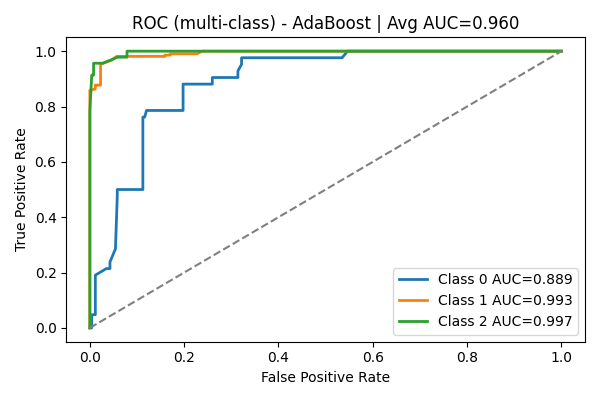 ROC (multi-class) - AdaBoost | Avg AUC=0.960
1.0
0.8
0.6
0.4
0.2
0.0
True Positive Rate
Class 0 AUC=0.889
Class 1 AUC=0.993
Class 2 AUC=0.997
0.0 0.2 0.4 0.6 0.8 1.0
False Positive Rate